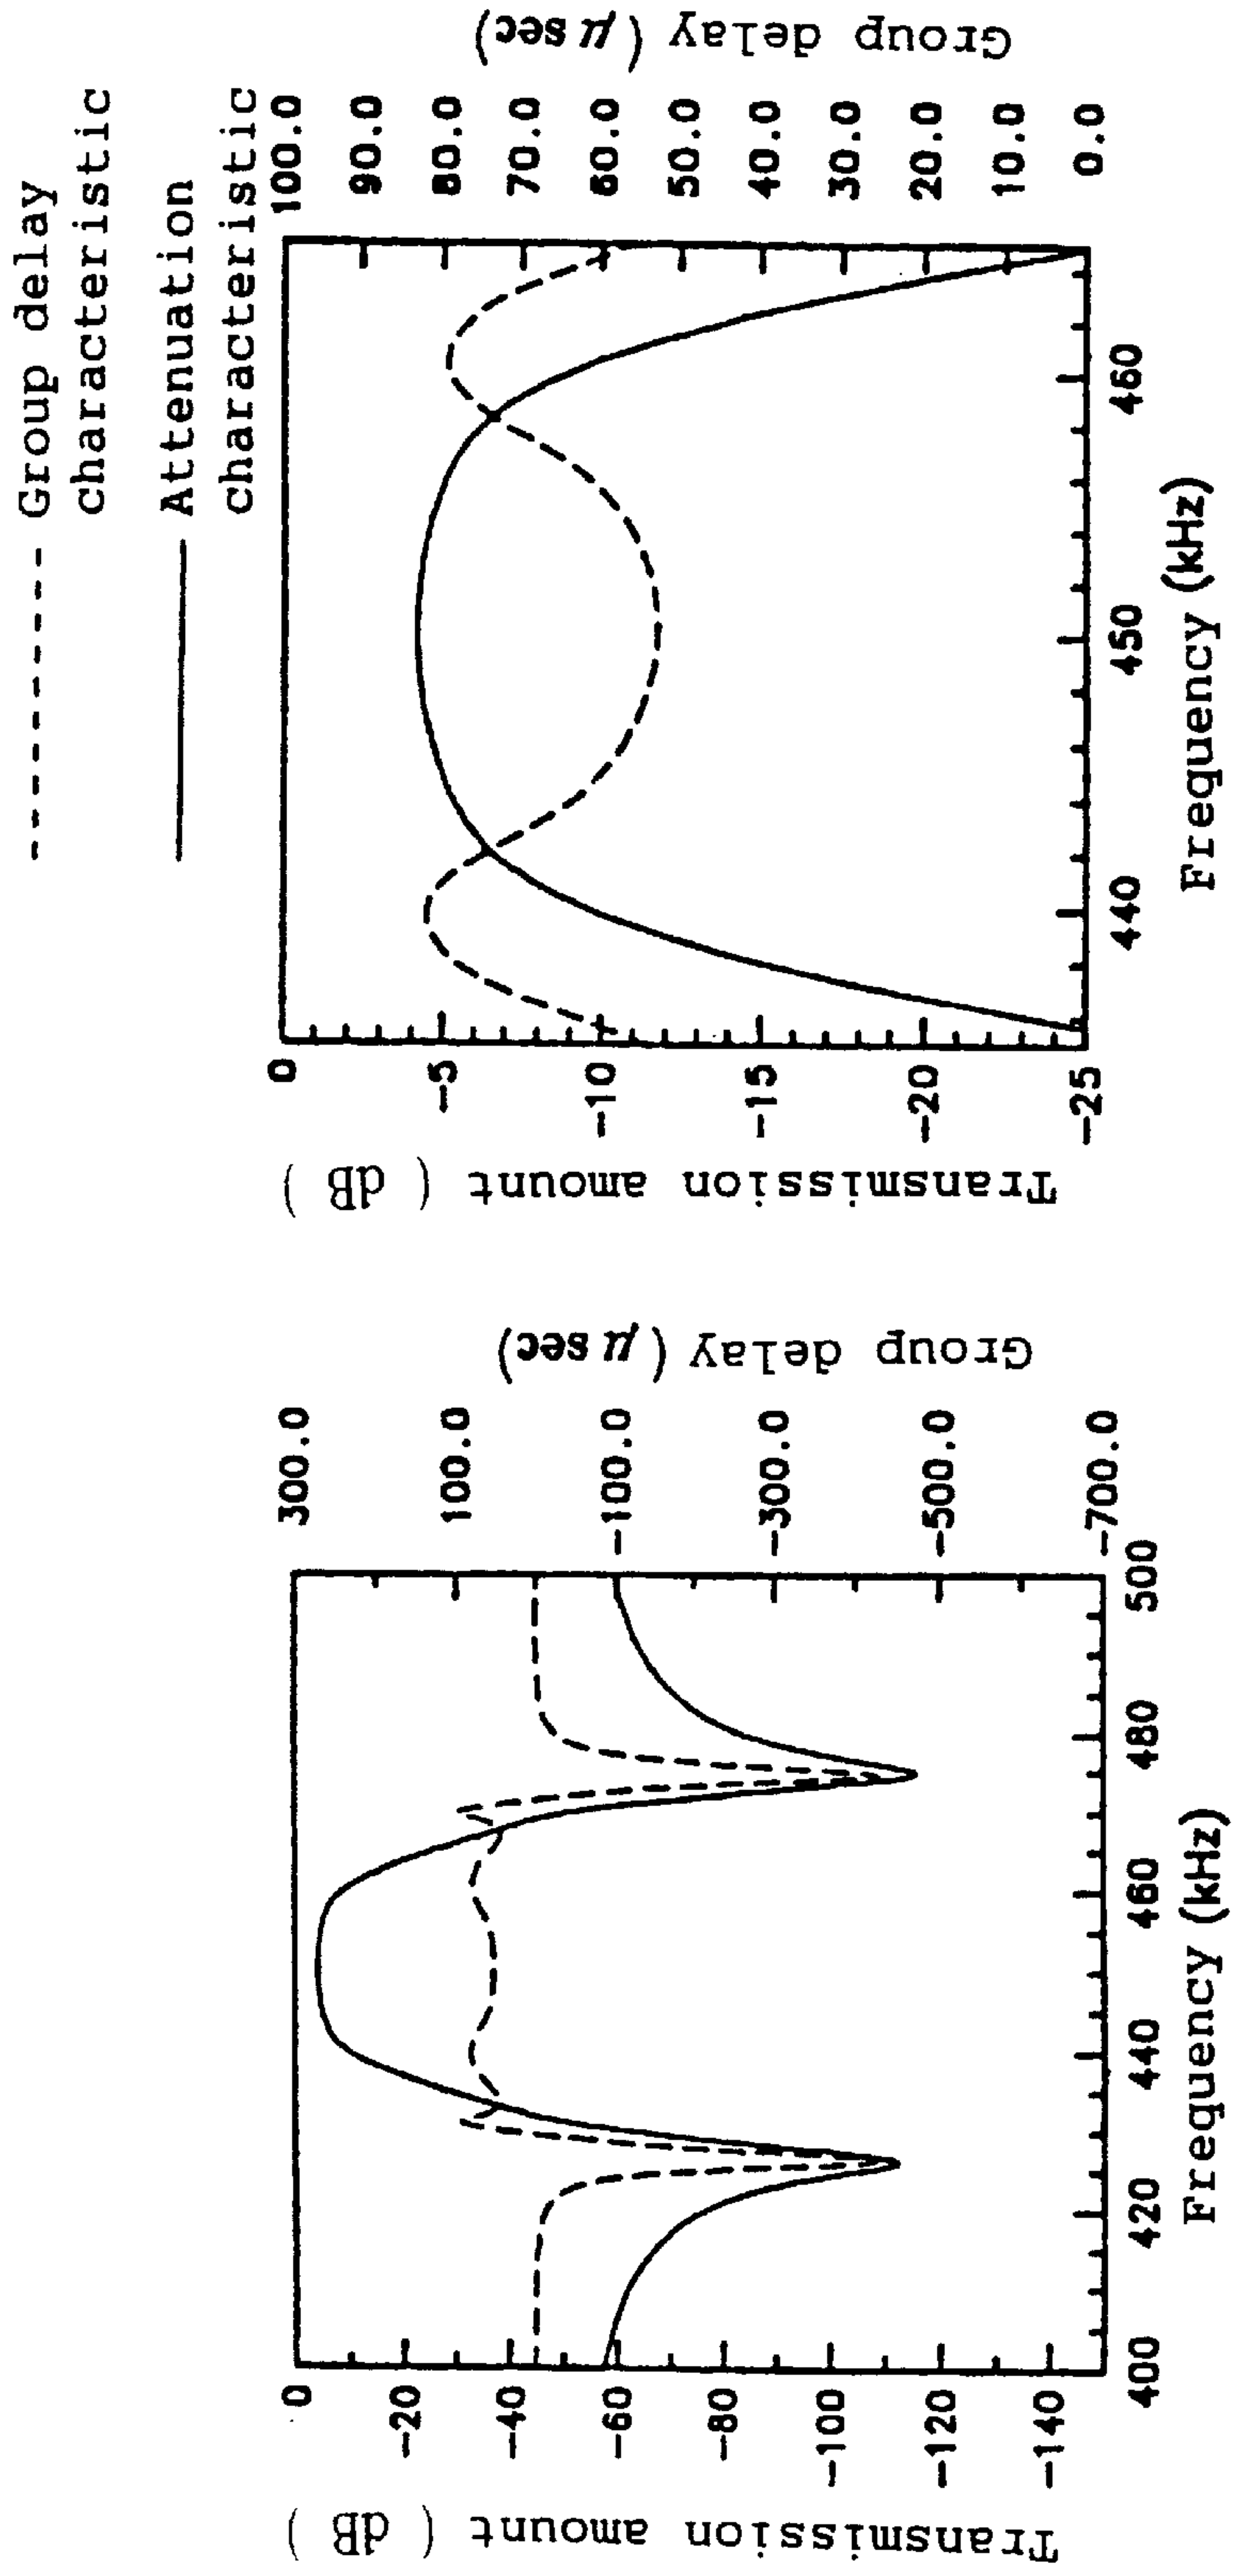 Group delay
characteristic
Attenuation
characteristic
Transmission amount ( dB )
0
-20
-40
-60
-80
-100
-120
-140
300.0
100.0
-100.0
-300.0
-500.0
-700.0
Group delay (μsec)
400 420 440 460 480 500
Frequency (kHz)
Transmission amount ( dB )
0
-5
-10
-15
-20
-25
100.0
90.0
80.0
70.0
60.0
50.0
40.0
30.0
20.0
10.0
0.0
Group delay (μsec)
440 450 460
Frequency (kHz)